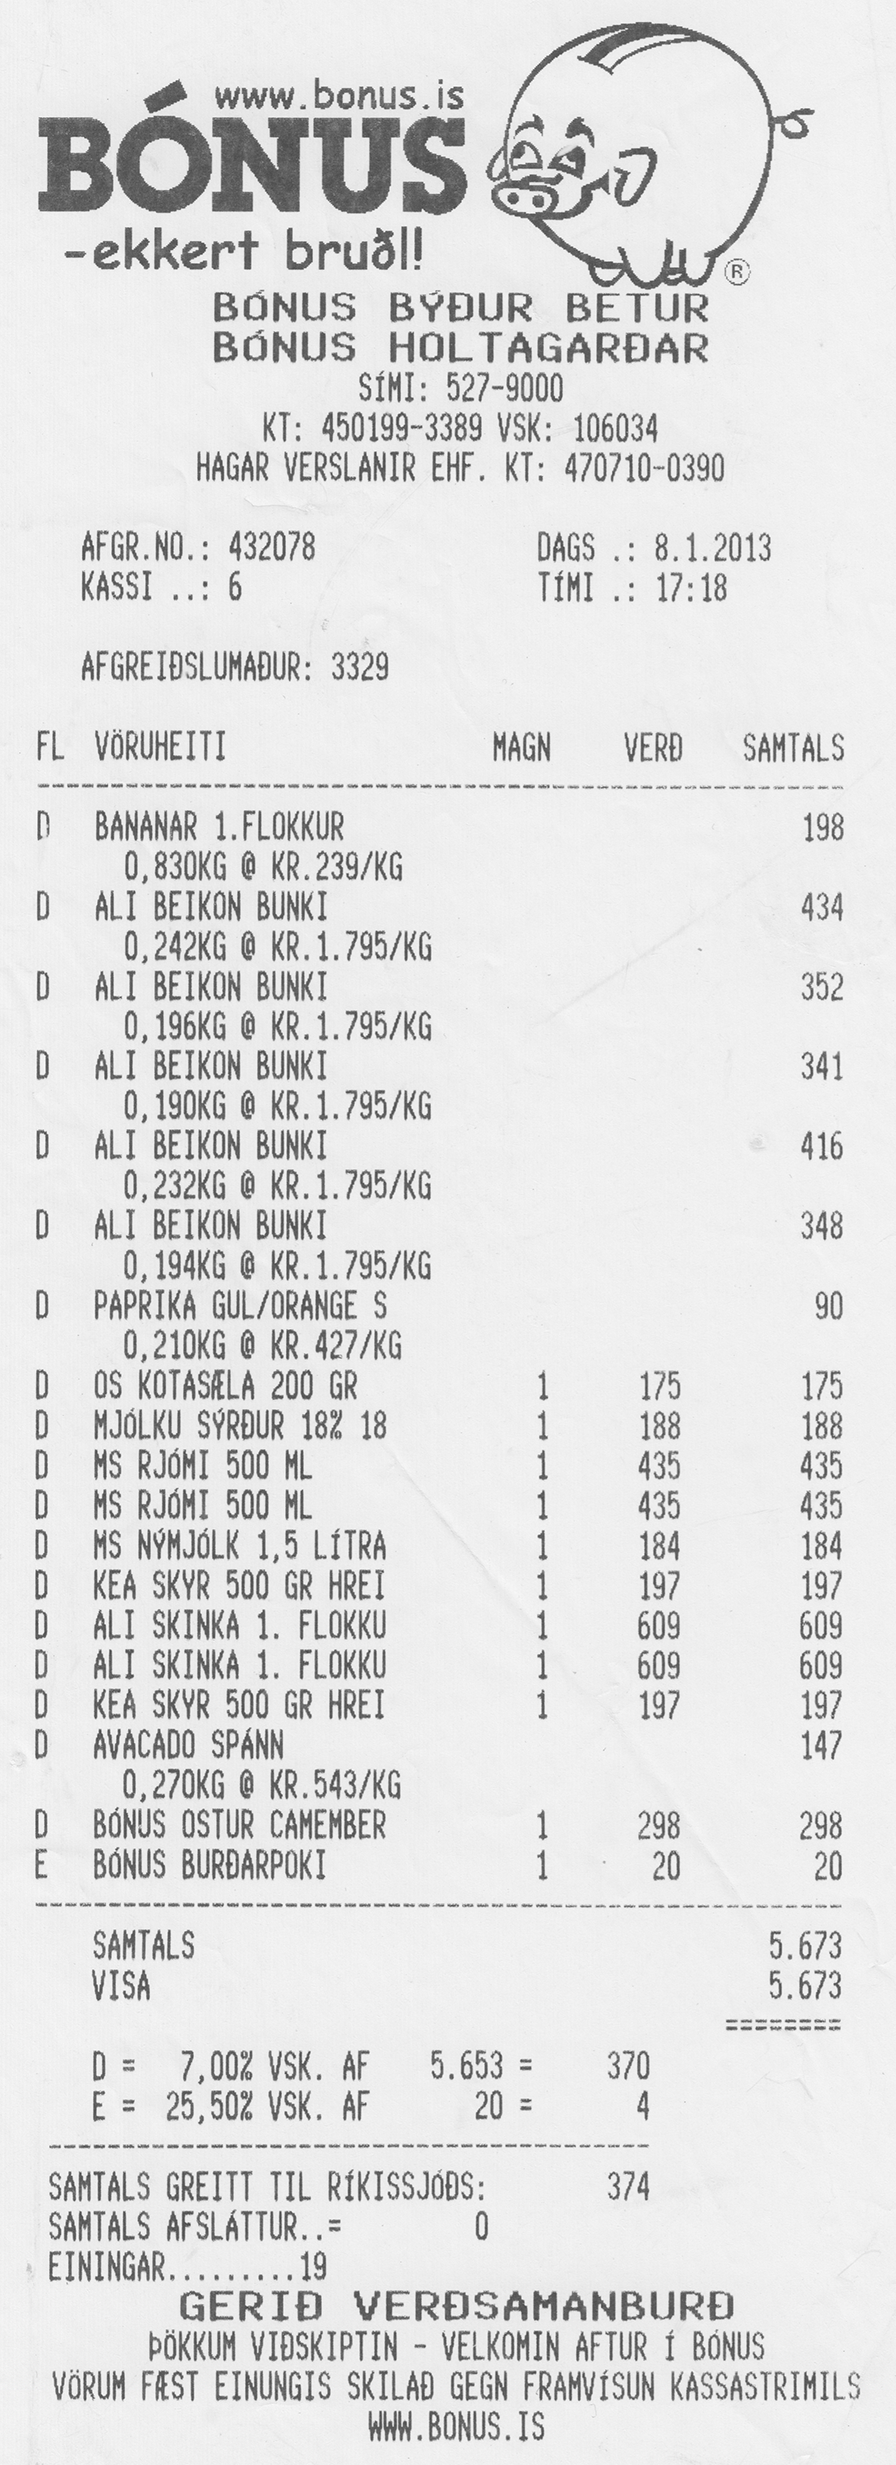 www.bonus.is
BÓNUS
-ekkert bruðl!
®
BÓNUS BÝÐUR BETUR
BÓNUS HOLTAGARÐAR
SÍMI: 527-9000
KT: 450199-3389 VSK: 106034
HAGAR VERSLANIR EHF. KT: 470710-0390
AFGR.NO.: 432078 DAGS .: 8.1.2013
KASSI ..: 6 TÍMI .: 17:18
AFGREIÐSLUMAÐUR: 3329
FL VÖRUHEITI MAGN VERÐ SAMTALS
D BANANAR 1.FLOKKUR 198
0,830KG @ KR.239/KG
D ALI BEIKON BUNKI 434
0,242KG @ KR.1.795/KG
D ALI BEIKON BUNKI 352
0,196KG @ KR.1.795/KG
D ALI BEIKON BUNKI 341
0,190KG @ KR.1.795/KG
D ALI BEIKON BUNKI 416
0,232KG @ KR.1.795/KG
D ALI BEIKON BUNKI 348
0,194KG @ KR.1.795/KG
D PAPRIKA GUL/ORANGE S 90
0,210KG @ KR.427/KG
D OS KOTASÆLA 200 GR 1 175 175
D MJÓLKU SÝRÐUR 18% 18 1 188 188
D MS RJÓMI 500 ML 1 435 435
D MS RJÓMI 500 ML 1 435 435
D MS NÝMJÓLK 1,5 LÍTRA 1 184 184
D KEA SKYR 500 GR HREI 1 197 197
D ALI SKINKA 1. FLOKKU 1 609 609
D ALI SKINKA 1. FLOKKU 1 609 609
D KEA SKYR 500 GR HREI 1 197 197
D AVACADO SPÁNN 147
0,270KG @ KR.543/KG
D BÓNUS OSTUR CAMEMBER 1 298 298
E BÓNUS BURÐARPOKI 1 20 20
SAMTALS 5.673
VISA 5.673
========
D = 7,00% VSK. AF 5.653 = 370
E = 25,50% VSK. AF 20 = 4
SAMTALS GREITT TIL RÍKISSJÓÐS: 374
SAMTALS AFSLÁTTUR..= 0
EININGAR.........19
GERIÐ VERÐSAMANBURÐ
ÞÖKKUM VIÐSKIPTIN - VELKOMIN AFTUR Í BÓNUS
VÖRUM FÆST EINUNGIS SKILAÐ GEGN FRAMVÍSUN KASSASTRIMILS
WWW.BONUS.IS